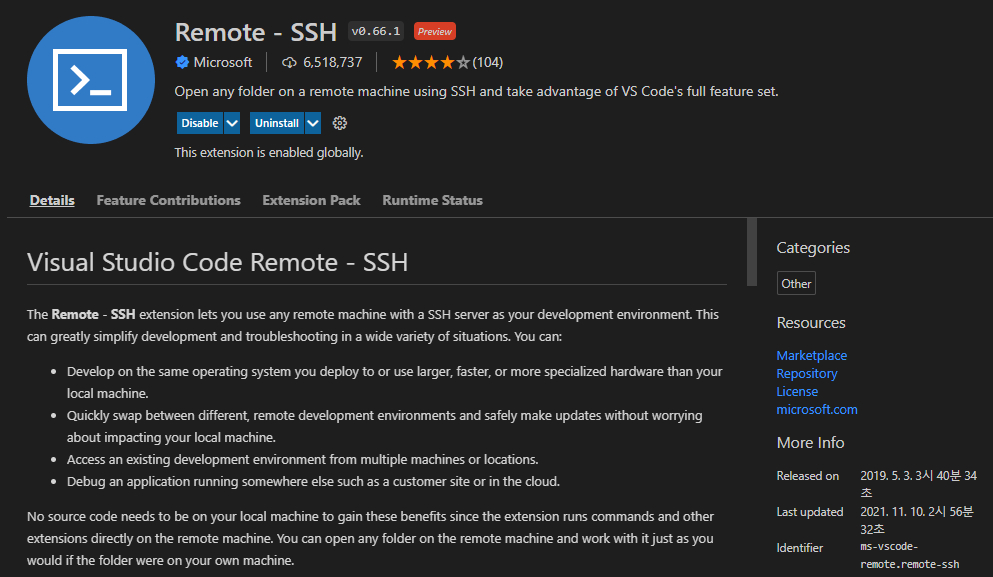 Remote - SSH v0.66.1 Preview
Microsoft 6,518,737 (104)
Open any folder on a remote machine using SSH and take advantage of VS Code's full feature set.
Disable Uninstall
This extension is enabled globally.
Details Feature Contributions Extension Pack Runtime Status
Visual Studio Code Remote - SSH
The Remote - SSH extension lets you use any remote machine with a SSH server as your development environment. This
can greatly simplify development and troubleshooting in a wide variety of situations. You can:
• Develop on the same operating system you deploy to or use larger, faster, or more specialized hardware than your
local machine.
• Quickly swap between different, remote development environments and safely make updates without worrying
about impacting your local machine.
• Access an existing development environment from multiple machines or locations.
• Debug an application running somewhere else such as a customer site or in the cloud.
No source code needs to be on your local machine to gain these benefits since the extension runs commands and other
extensions directly on the remote machine. You can open any folder on the remote machine and work with it just as you
would if the folder were on your own machine.
Categories
Other
Resources
Marketplace
Repository
License
microsoft.com
More Info
Released on 2019. 5. 3. 3시 40분 34
초
Last updated 2021. 11. 10. 2시 56분
32초
Identifier ms-vscode-
remote.remote-ssh